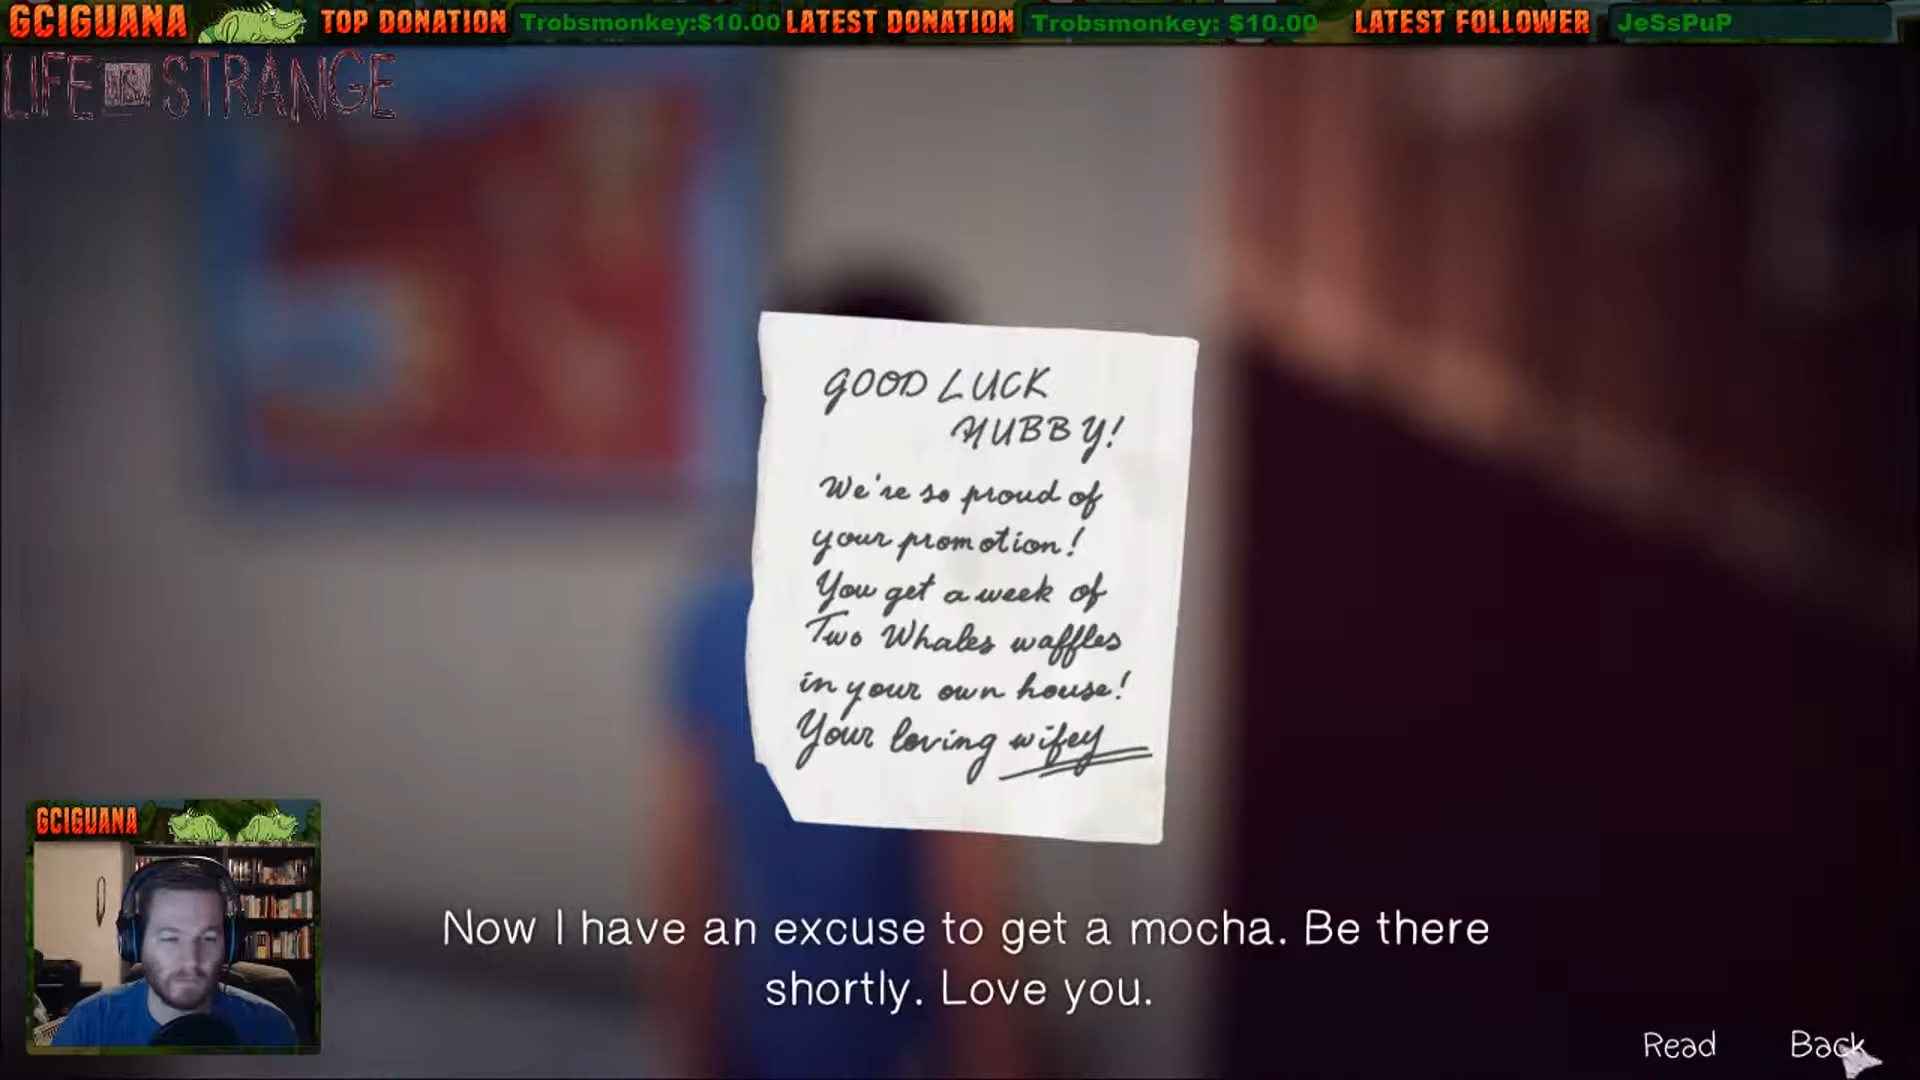 GCIGUANA TOP DONATION Trobsmonkey:$10.00 LATEST DONATION Trobsmonkey: $10.00 LATEST FOLLOWER JeSsPuP
LIFE IS STRANGE
GOOD LUCK
HUBBY!
We're so proud of
your promotion!
You get a week of
Two Whales waffles
in your own house!
Your loving wifey
GCIGUANA
Now I have an excuse to get a mocha. Be there
shortly. Love you.
Read Back